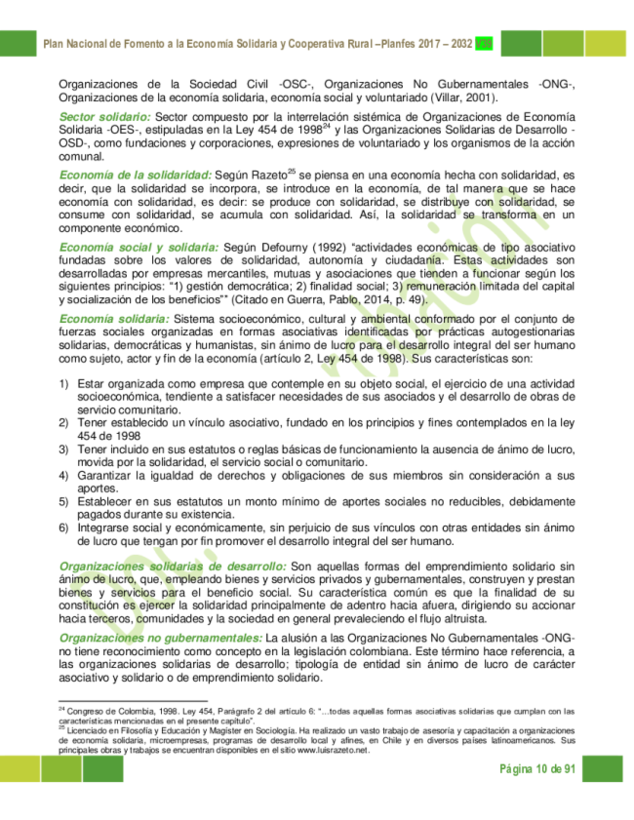 Plan Nacional de Fomento a la Economía Solidaria y Cooperativa Rural –Planfes 2017 – 2032 v39
Organizaciones de la Sociedad Civil -OSC-, Organizaciones No Gubernamentales -ONG-,
Organizaciones de la economía solidaria, economía social y voluntariado (Villar, 2001).
Sector solidario: Sector compuesto por la interrelación sistémica de Organizaciones de Economía
Solidaria -OES-, estipuladas en la Ley 454 de 1998²⁴ y las Organizaciones Solidarias de Desarrollo -
OSD-, como fundaciones y corporaciones, expresiones de voluntariado y los organismos de la acción
comunal.
Economía de la solidaridad: Según Razeto²⁵ se piensa en una economía hecha con solidaridad, es
decir, que la solidaridad se incorpora, se introduce en la economía, de tal manera que se hace
economía con solidaridad, es decir: se produce con solidaridad, se distribuye con solidaridad, se
consume con solidaridad, se acumula con solidaridad. Así, la solidaridad se transforma en un
componente económico.
Economía social y solidaria: Según Defourny (1992) “actividades económicas de tipo asociativo
fundadas sobre los valores de solidaridad, autonomía y ciudadanía. Estas actividades son
desarrolladas por empresas mercantiles, mutuas y asociaciones que tienden a funcionar según los
siguientes principios: “1) gestión democrática; 2) finalidad social; 3) remuneración limitada del capital
y socialización de los beneficios”” (Citado en Guerra, Pablo, 2014, p. 49).
Economía solidaria: Sistema socioeconómico, cultural y ambiental conformado por el conjunto de
fuerzas sociales organizadas en formas asociativas identificadas por prácticas autogestionarias
solidarias, democráticas y humanistas, sin ánimo de lucro para el desarrollo integral del ser humano
como sujeto, actor y fin de la economía (artículo 2, Ley 454 de 1998). Sus características son:
1) Estar organizada como empresa que contemple en su objeto social, el ejercicio de una actividad
socioeconómica, tendiente a satisfacer necesidades de sus asociados y el desarrollo de obras de
servicio comunitario.
2) Tener establecido un vínculo asociativo, fundado en los principios y fines contemplados en la ley
454 de 1998
3) Tener incluido en sus estatutos o reglas básicas de funcionamiento la ausencia de ánimo de lucro,
movida por la solidaridad, el servicio social o comunitario.
4) Garantizar la igualdad de derechos y obligaciones de sus miembros sin consideración a sus
aportes.
5) Establecer en sus estatutos un monto mínimo de aportes sociales no reducibles, debidamente
pagados durante su existencia.
6) Integrarse social y económicamente, sin perjuicio de sus vínculos con otras entidades sin ánimo
de lucro que tengan por fin promover el desarrollo integral del ser humano.
Organizaciones solidarias de desarrollo: Son aquellas formas del emprendimiento solidario sin
ánimo de lucro, que, empleando bienes y servicios privados y gubernamentales, construyen y prestan
bienes y servicios para el beneficio social. Su característica común es que la finalidad de su
constitución es ejercer la solidaridad principalmente de adentro hacia afuera, dirigiendo su accionar
hacia terceros, comunidades y la sociedad en general prevaleciendo el flujo altruista.
Organizaciones no gubernamentales: La alusión a las Organizaciones No Gubernamentales -ONG-
no tiene reconocimiento como concepto en la legislación colombiana. Este término hace referencia, a
las organizaciones solidarias de desarrollo; tipología de entidad sin ánimo de lucro de carácter
asociativo y solidario o de emprendimiento solidario.
²⁴ Congreso de Colombia, 1998. Ley 454, Parágrafo 2 del artículo 6: “…todas aquellas formas asociativas solidarias que cumplan con las
características mencionadas en el presente capítulo”.
²⁵ Licenciado en Filosofía y Educación y Magister en Sociología. Ha realizado un vasto trabajo de asesoría y capacitación a organizaciones
de economía solidaria, microempresas, programas de desarrollo local y afines, en Chile y en diversos países latinoamericanos. Sus
principales obras y trabajos se encuentran disponibles en el sitio www.luisrazeto.net.
Página 10 de 91